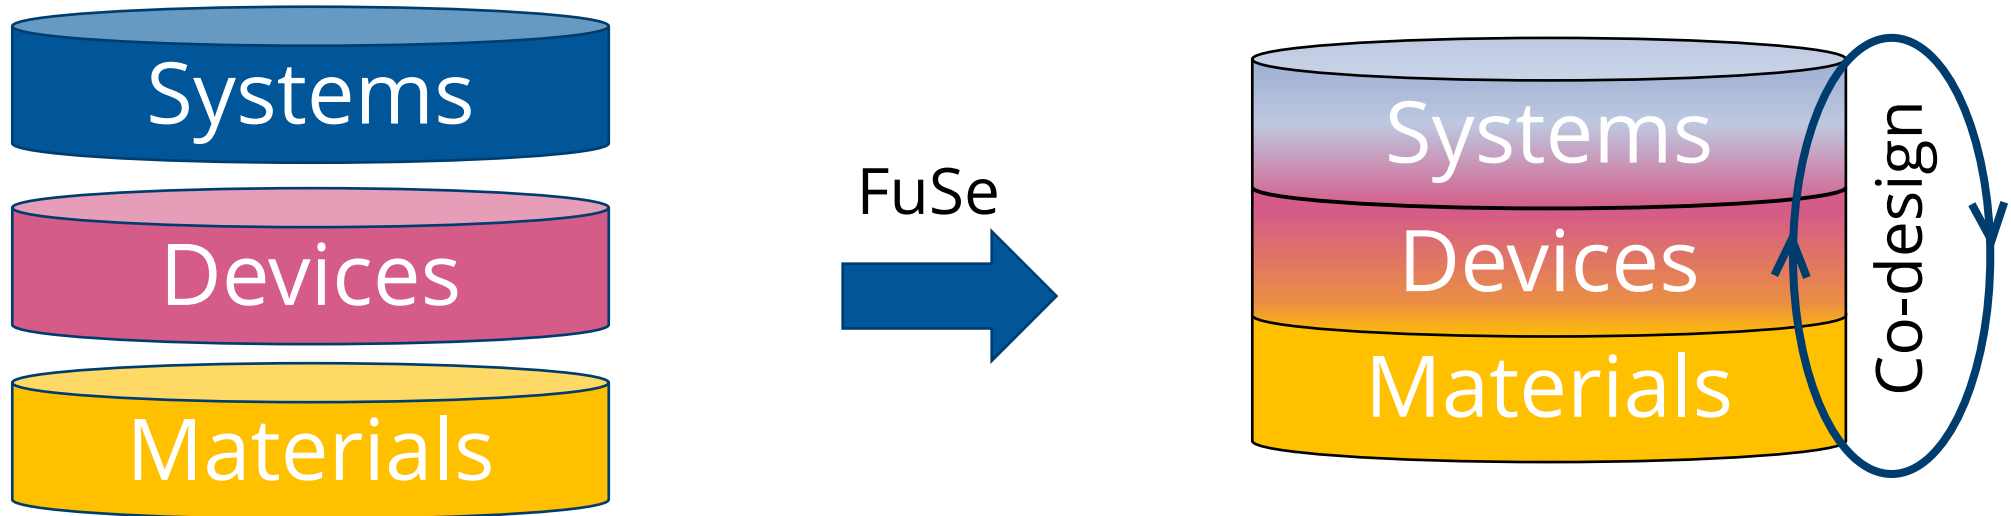 Systems
Devices
Materials
FuSe
Systems
Devices
Materials
Co-design